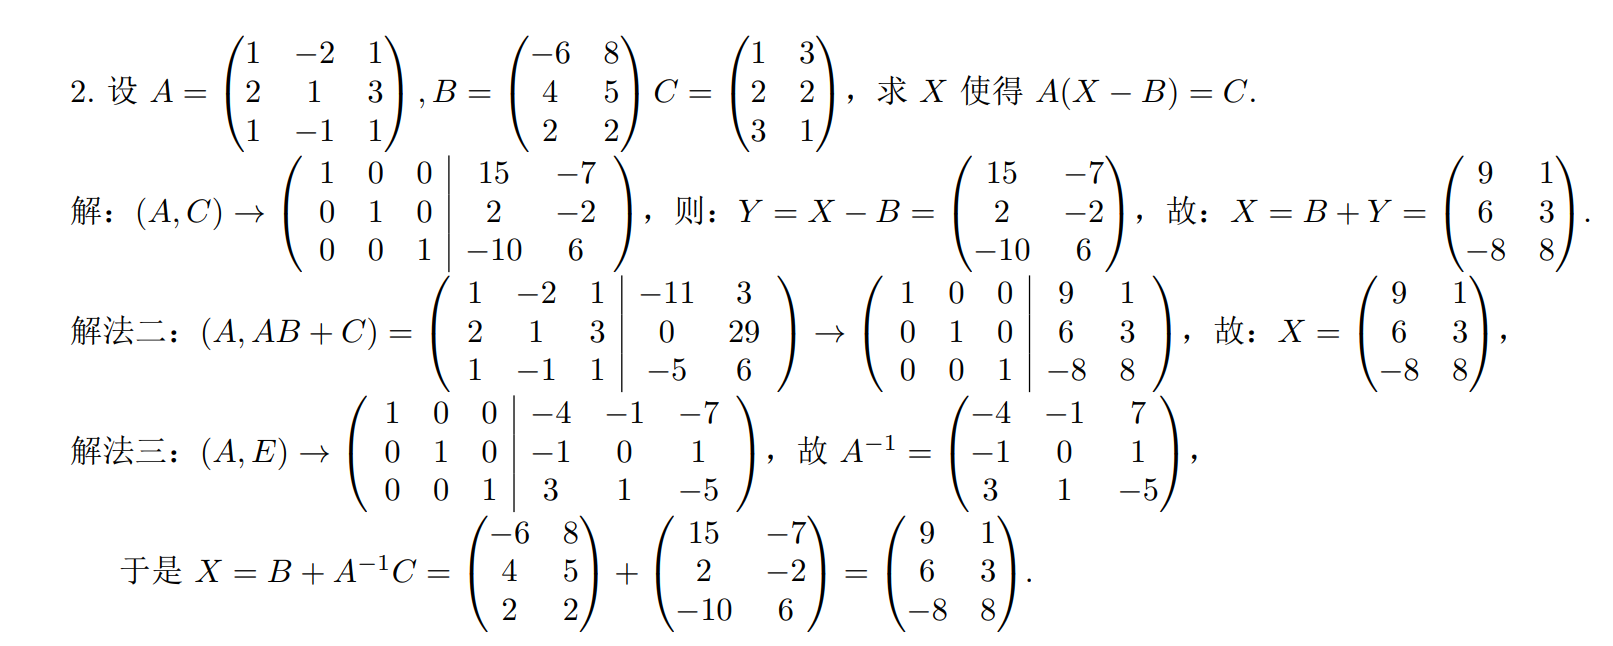 2. 设 $A = \begin{pmatrix} 1 & -2 & 1 \\ 2 & 1 & 3 \\ 1 & -1 & 1 \end{pmatrix}, B = \begin{pmatrix} -6 & 8 \\ 4 & 5 \\ 2 & 2 \end{pmatrix} C = \begin{pmatrix} 1 & 3 \\ 2 & 2 \\ 3 & 1 \end{pmatrix}$，求 $X$ 使得 $A(X - B) = C$.
解：$(A, C) \to \left( \begin{array}{ccc|cc} 1 & 0 & 0 & 15 & -7 \\ 0 & 1 & 0 & 2 & -2 \\ 0 & 0 & 1 & -10 & 6 \end{array} \right)$，则：$Y = X - B = \begin{pmatrix} 15 & -7 \\ 2 & -2 \\ -10 & 6 \end{pmatrix}$，故：$X = B + Y = \begin{pmatrix} 9 & 1 \\ 6 & 3 \\ -8 & 8 \end{pmatrix}$.
解法二：$(A, AB + C) = \left( \begin{array}{ccc|cc} 1 & -2 & 1 & -11 & 3 \\ 2 & 1 & 3 & 0 & 29 \\ 1 & -1 & 1 & -5 & 6 \end{array} \right) \to \left( \begin{array}{ccc|cc} 1 & 0 & 0 & 9 & 1 \\ 0 & 1 & 0 & 6 & 3 \\ 0 & 0 & 1 & -8 & 8 \end{array} \right)$，故：$X = \begin{pmatrix} 9 & 1 \\ 6 & 3 \\ -8 & 8 \end{pmatrix}$，
解法三：$(A, E) \to \left( \begin{array}{ccc|ccc} 1 & 0 & 0 & -4 & -1 & -7 \\ 0 & 1 & 0 & -1 & 0 & 1 \\ 0 & 0 & 1 & 3 & 1 & -5 \end{array} \right)$，故 $A^{-1} = \begin{pmatrix} -4 & -1 & 7 \\ -1 & 0 & 1 \\ 3 & 1 & -5 \end{pmatrix}$，
于是 $X = B + A^{-1}C = \begin{pmatrix} -6 & 8 \\ 4 & 5 \\ 2 & 2 \end{pmatrix} + \begin{pmatrix} 15 & -7 \\ 2 & -2 \\ -10 & 6 \end{pmatrix} = \begin{pmatrix} 9 & 1 \\ 6 & 3 \\ -8 & 8 \end{pmatrix}$.